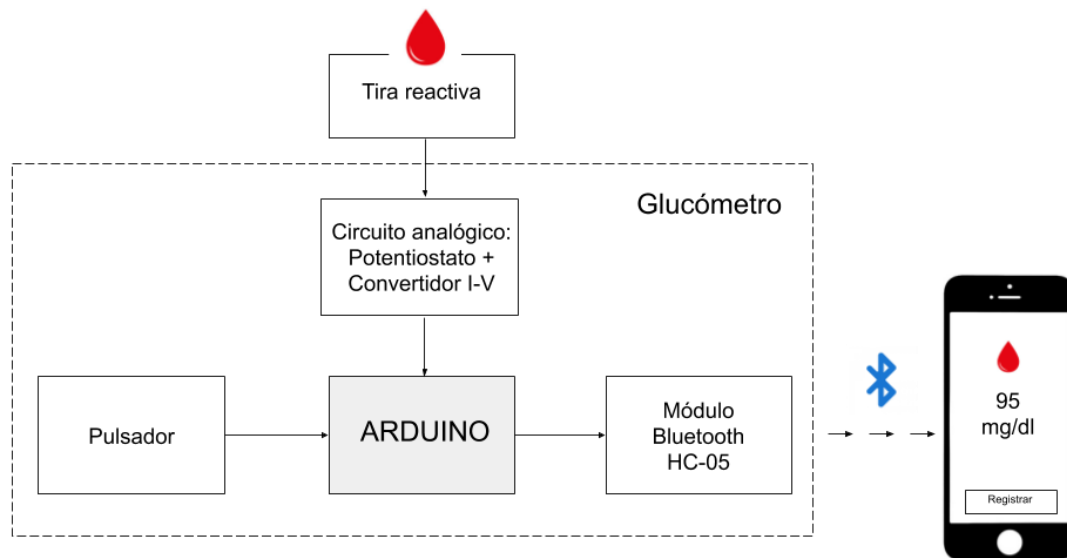 Tira reactiva
Glucómetro
Circuito analógico:
Potentiostato +
Convertidor I-V
Pulsador
ARDUINO
Módulo
Bluetooth
HC-05
95
mg/dl
Registrar